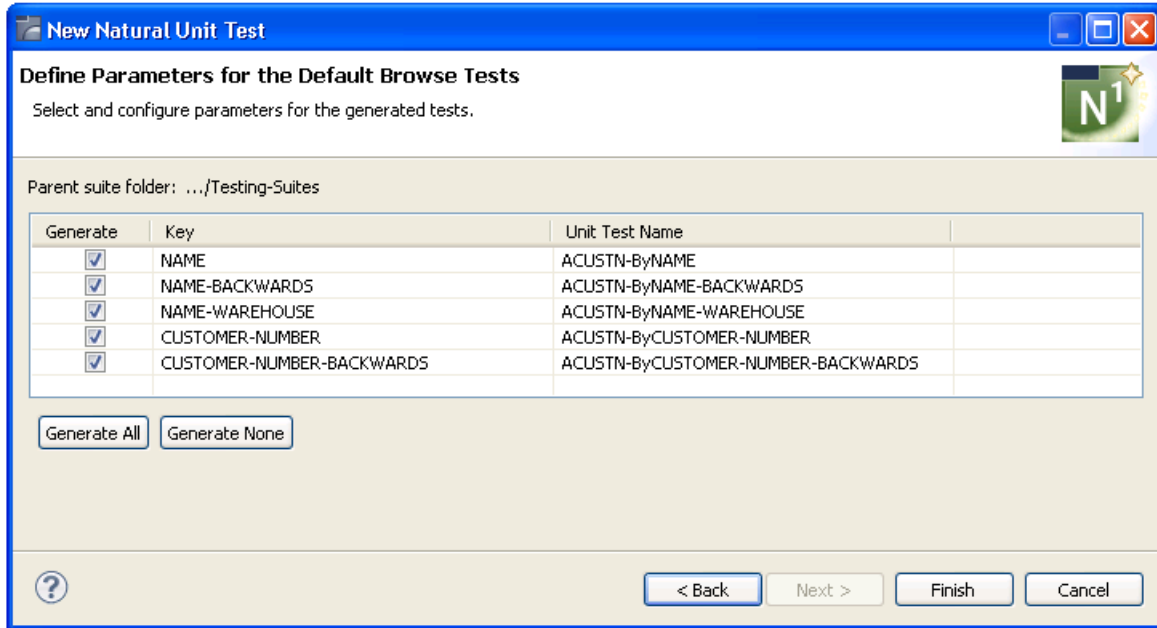 New Natural Unit Test
Define Parameters for the Default Browse Tests
Select and configure parameters for the generated tests.
N1
Parent suite folder: .../Testing-Suites
Generate Key Unit Test Name
NAME ACUSTN-ByNAME
NAME-BACKWARDS ACUSTN-ByNAME-BACKWARDS
NAME-WAREHOUSE ACUSTN-ByNAME-WAREHOUSE
CUSTOMER-NUMBER ACUSTN-ByCUSTOMER-NUMBER
CUSTOMER-NUMBER-BACKWARDS ACUSTN-ByCUSTOMER-NUMBER-BACKWARDS
Generate All Generate None
? < Back Next > Finish Cancel